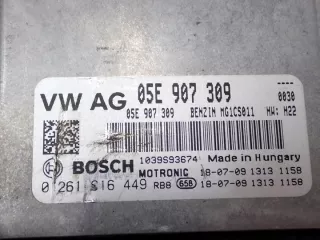 VW AG 05E 907 309 0030
05E 907 309 BENZIN MG1CS011 HW: H22
BOSCH 1039S93674 Made in Hungary
MOTRONIC 18-07-09 1313 1158
0 261 S16 449 RBB 658 18-07-09 1313 1158